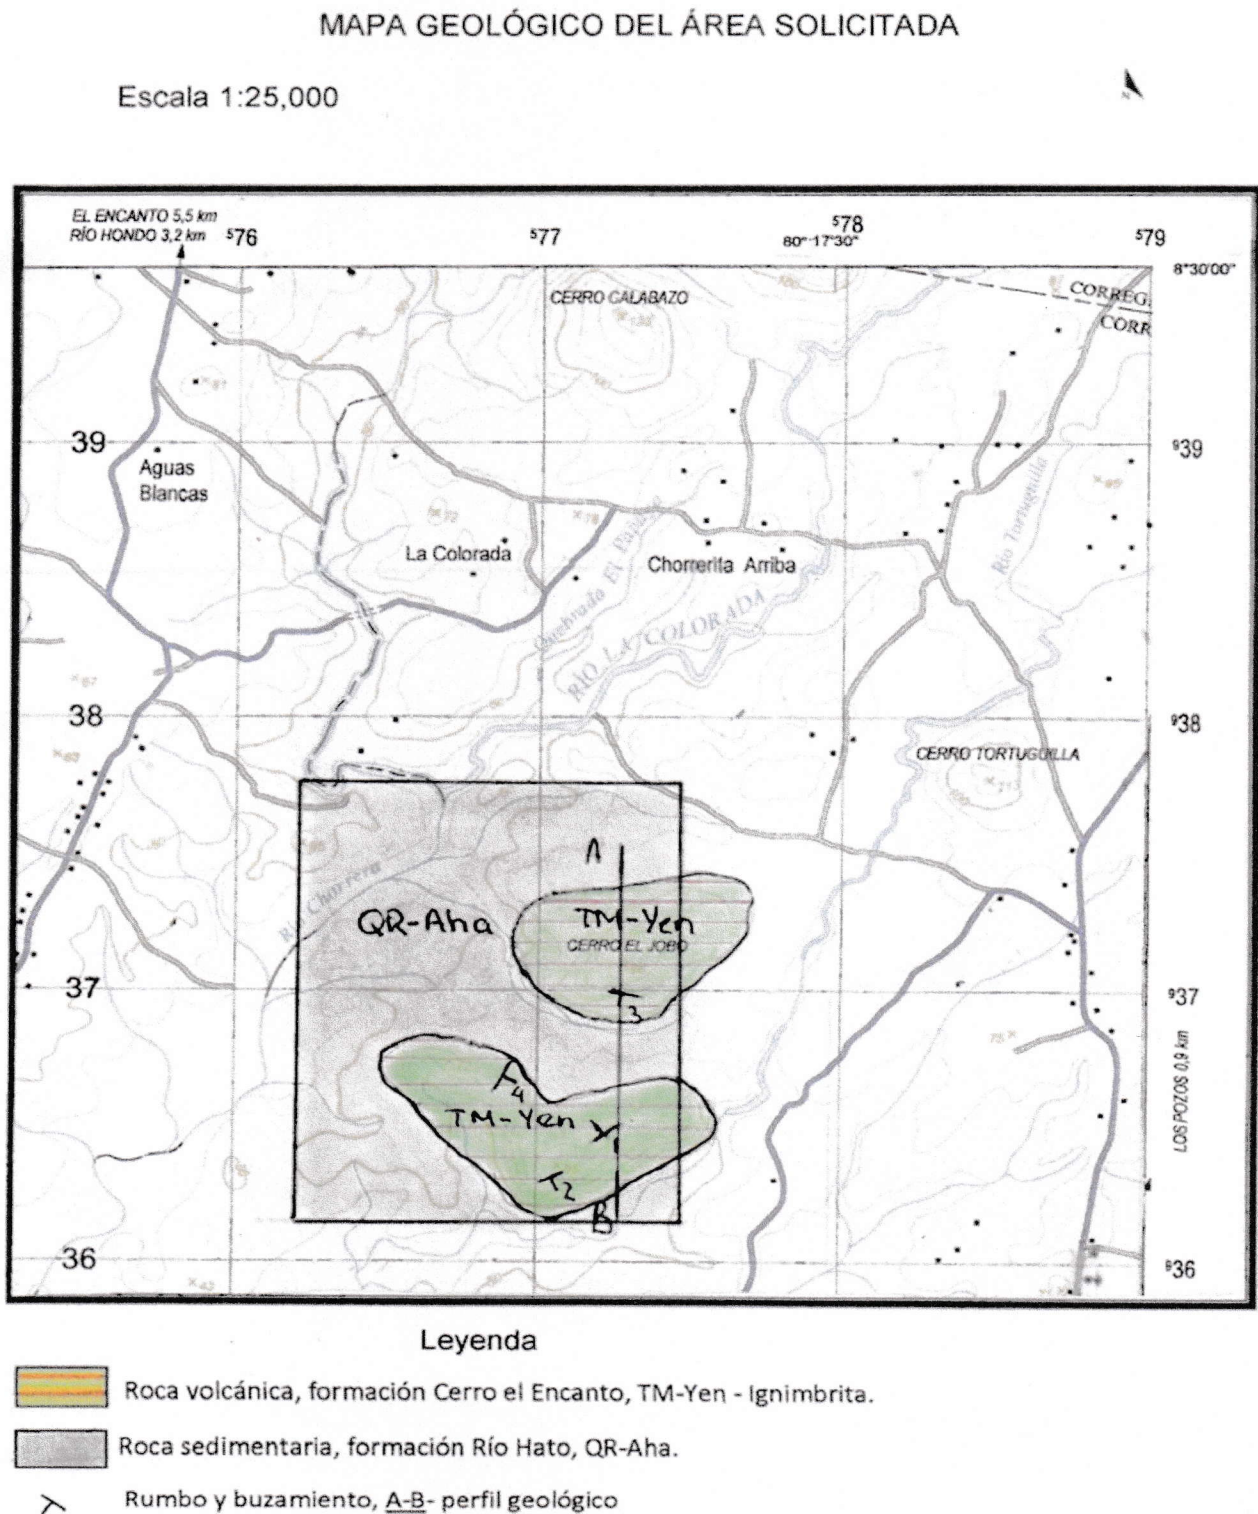 MAPA GEOLÓGICO DEL ÁREA SOLICITADA
Escala 1:25,000
EL ENCANTO 5,5 km
RÍO HONDO 3,2 km
576
577
578
80°17'30"
579
8°30'00"
CERRO CALABAZO
CORREG.
CORR
39
939
Aguas
Blancas
La Colorada
Chorrerita Arriba
Río Tortuguilla
RÍO LA COLORADA
38
938
CERRO TORTUGUILLA
A
Río Charrera
QR-Aha
TM-Yen
CERRO EL JOBO
37
937
3
4
TM-Yen
1
2
B
LOS POZOS 0,9 km
36
936
Leyenda
Roca volcánica, formación Cerro el Encanto, TM-Yen - Ignimbrita.
Roca sedimentaria, formación Río Hato, QR-Aha.
Rumbo y buzamiento, A-B- perfil geológico